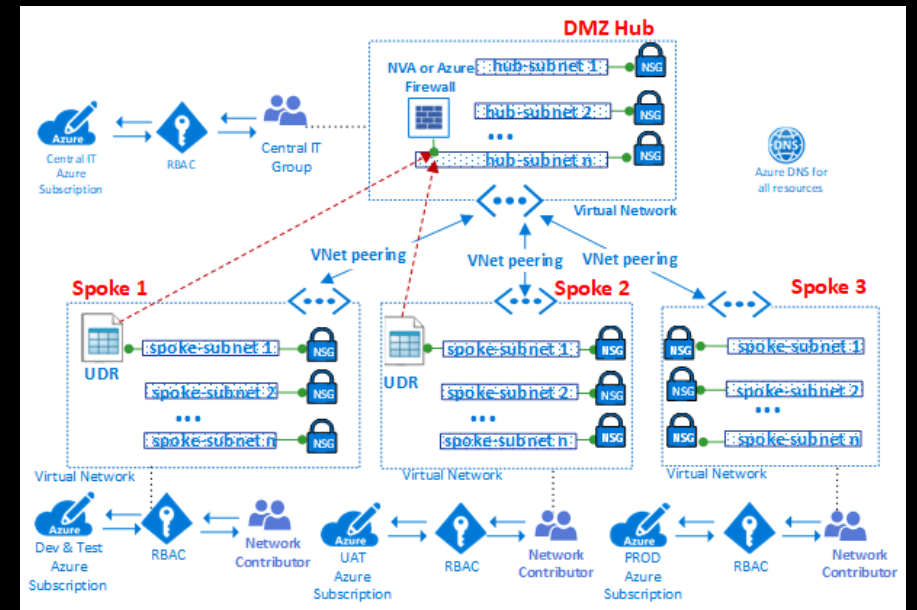 DMZ Hub
NVA or Azure
Firewall
hub-subnet 1
NSG
hub-subnet 2
NSG
...
hub-subnet n
NSG
Azure
Central IT
Azure
Subscription
RBAC
Central IT
Group
DNS
Azure DNS for
all resources
Virtual Network
VNet peering
VNet peering
VNet peering
Spoke 1
UDR
spoke-subnet 1
NSG
spoke-subnet 2
NSG
...
spoke-subnet n
NSG
Virtual Network
Spoke 2
UDR
spoke-subnet 1
NSG
spoke-subnet 2
NSG
...
spoke-subnet n
NSG
Virtual Network
Spoke 3
NSG
spoke-subnet 1
NSG
spoke-subnet 2
...
NSG
spoke-subnet n
Virtual Network
Azure
Dev & Test
Azure
Subscription
RBAC
Network
Contributor
Azure
UAT
Azure
Subscription
RBAC
Network
Contributor
Azure
PROD
Azure
Subscription
RBAC
Network
Contributor